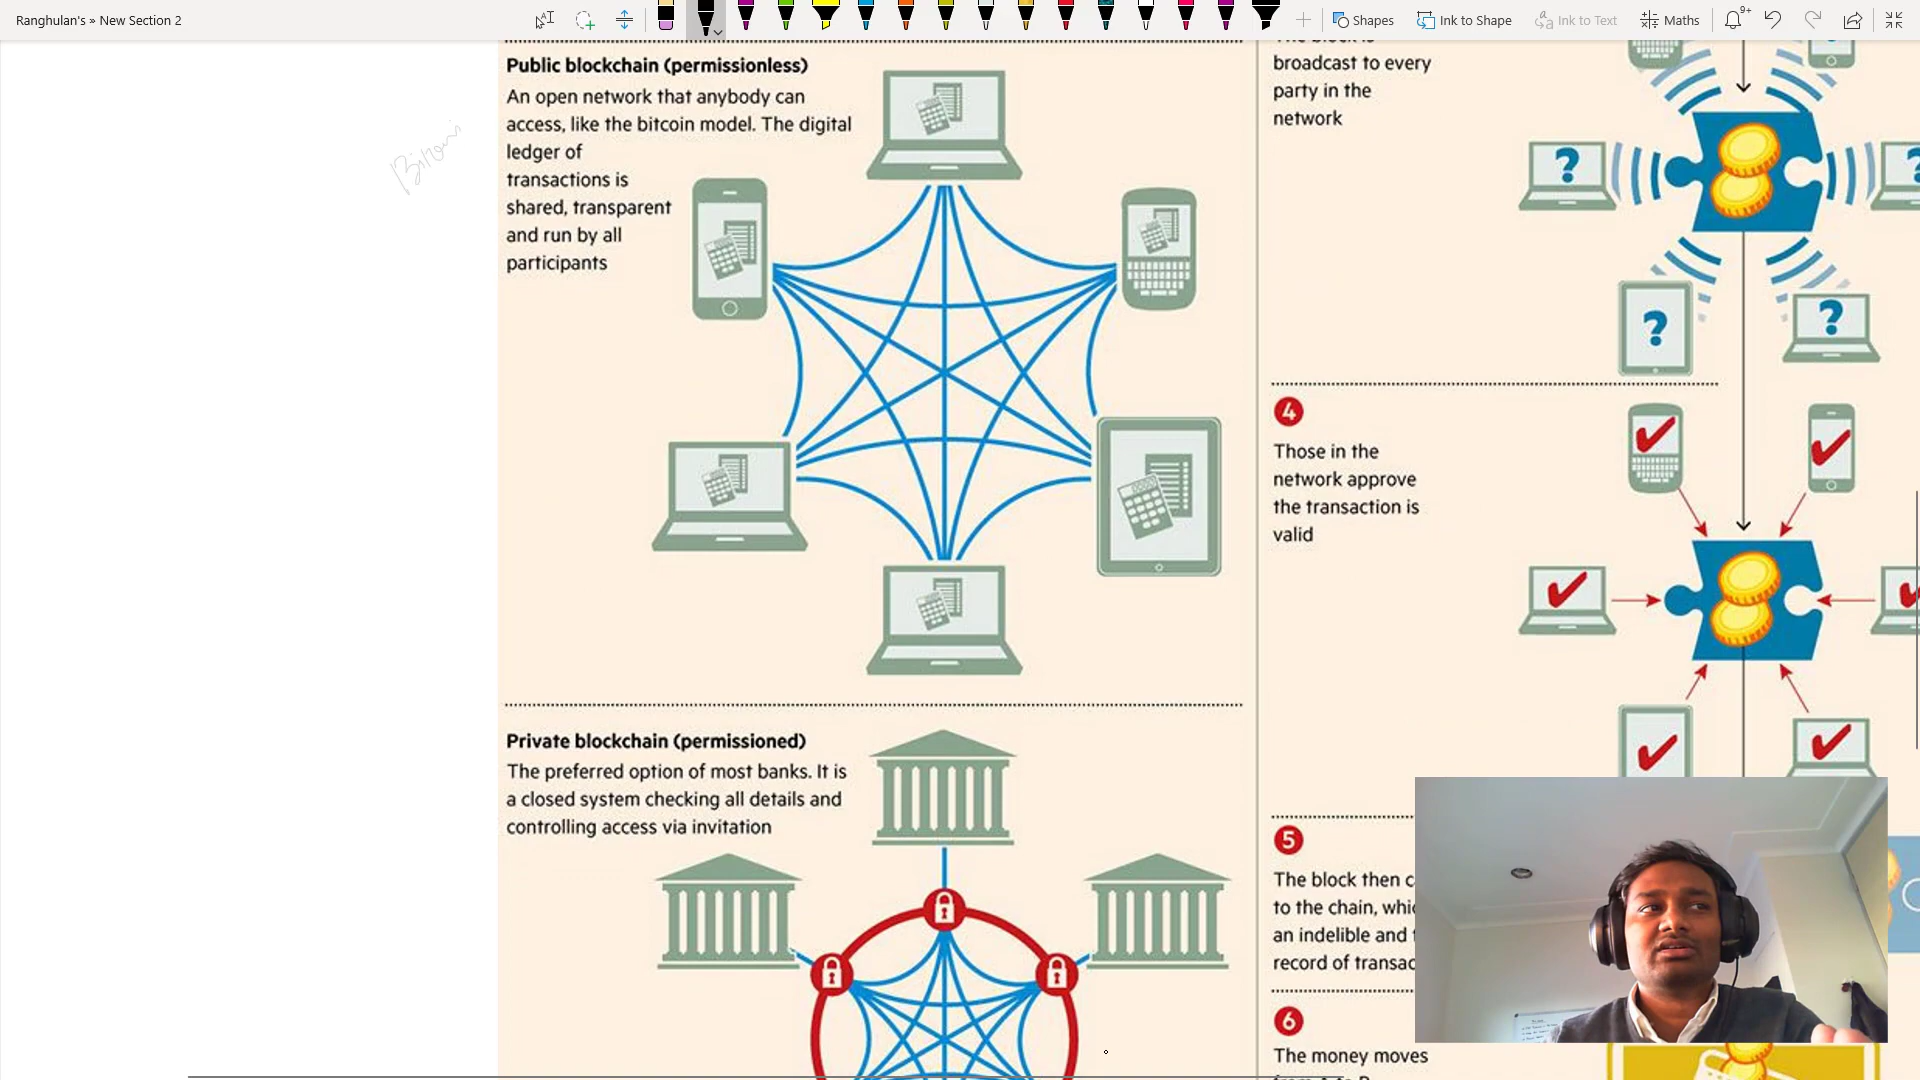 Ranghulan's » New Section 2
Shapes
Ink to Shape
Ink to Text
Maths
9+
Public blockchain (permissionless)
An open network that anybody can
access, like the bitcoin model. The digital
ledger of
transactions is
shared, transparent
and run by all
participants
Private blockchain (permissioned)
The preferred option of most banks. It is
a closed system checking all details and
controlling access via invitation
broadcast to every
party in the
network
?
?
?
?
4
Those in the
network approve
the transaction is
valid
5
The block then c
to the chain, whic
an indelible and
record of transac
6
The money moves